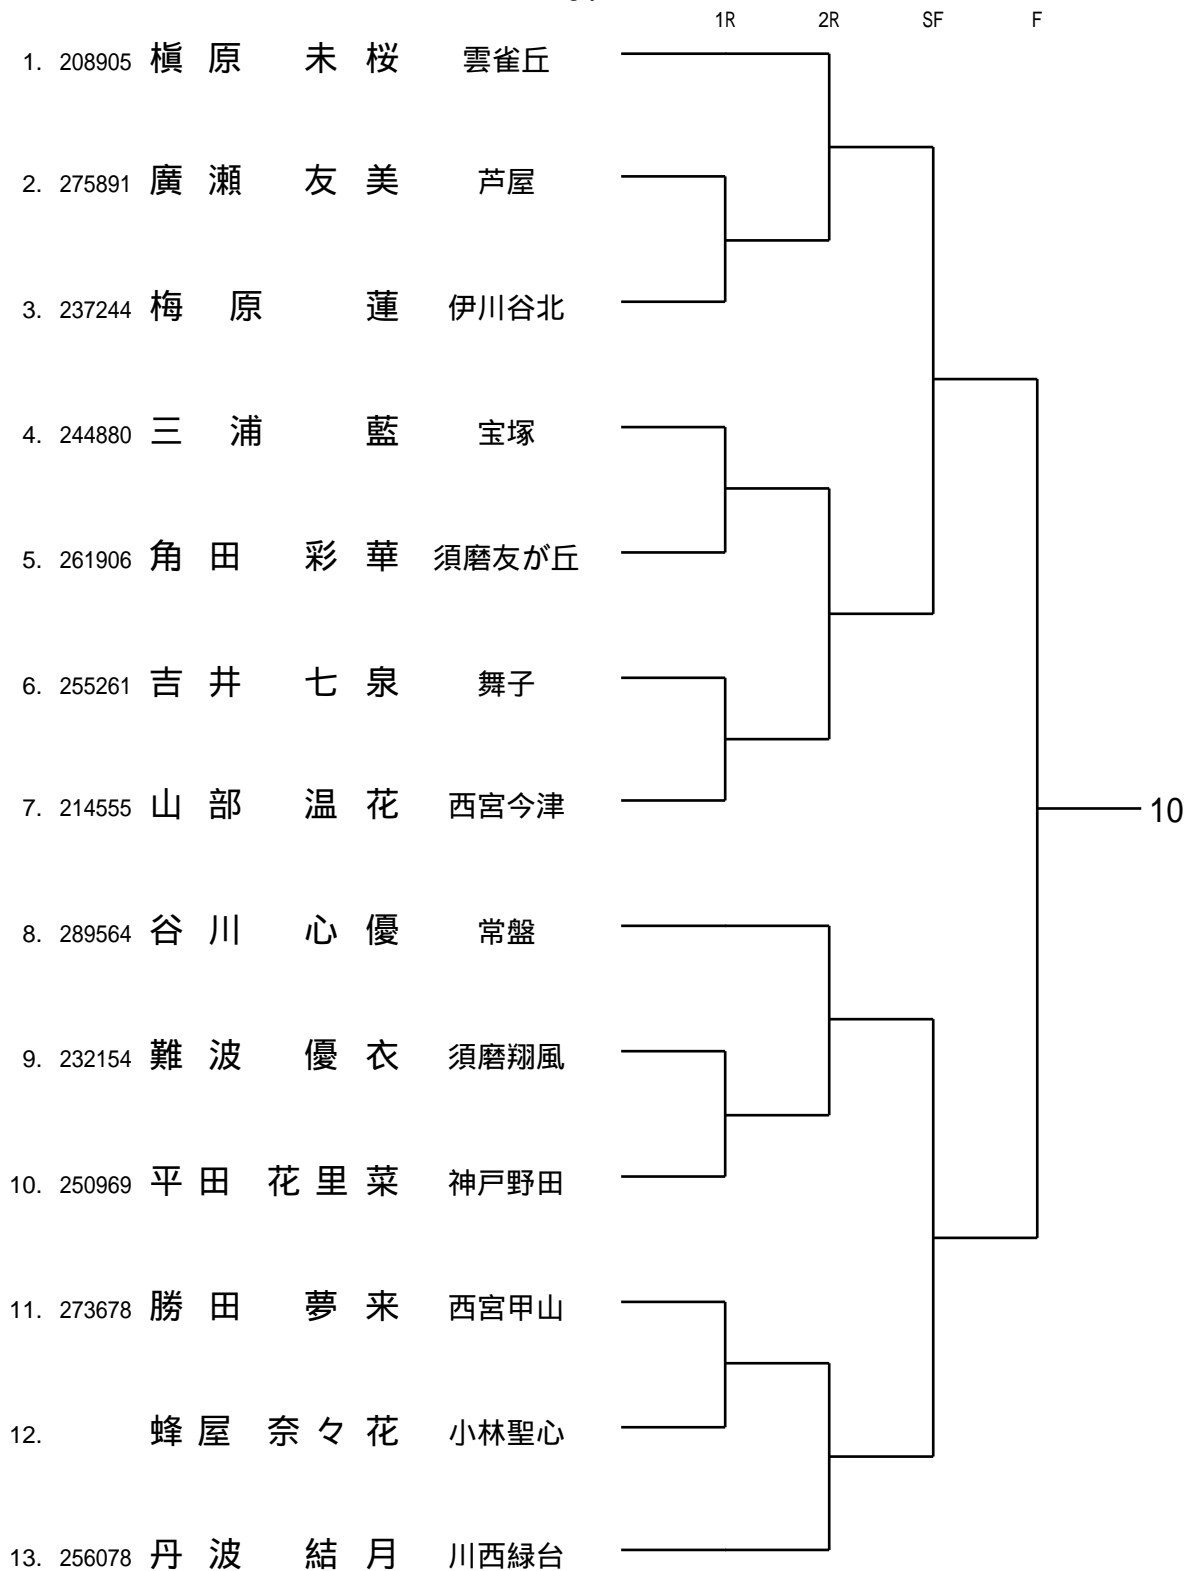 1R 2R SF F
1. 208905 槇原 未桜 雲雀丘
2. 275891 廣瀬 友美 芦屋
3. 237244 梅原 蓮 伊川谷北
4. 244880 三浦 藍 宝塚
5. 261906 角田 彩華 須磨友が丘
6. 255261 吉井 七泉 舞子
7. 214555 山部 温花 西宮今津
10
8. 289564 谷川 心優 常盤
9. 232154 難波 優衣 須磨翔風
10. 250969 平田 花里菜 神戸野田
11. 273678 勝田 夢来 西宮甲山
12. 蜂屋 奈々花 小林聖心
13. 256078 丹波 結月 川西緑台